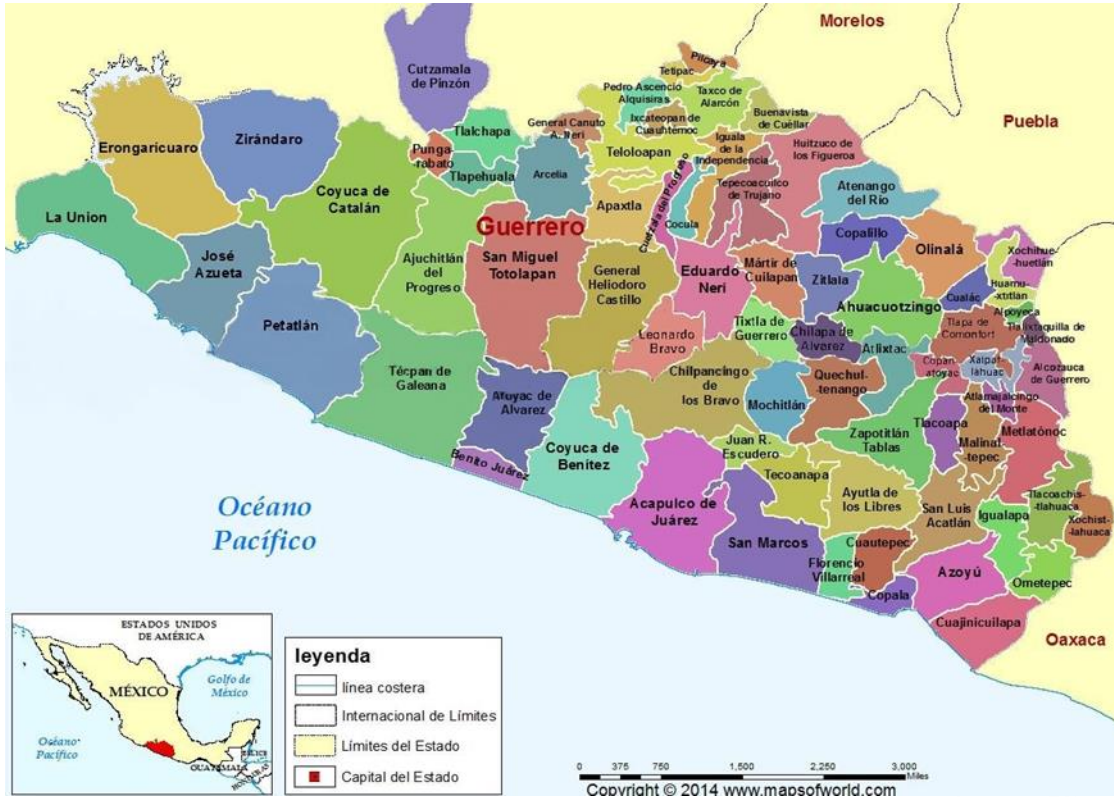 Morelos
Puebla
Oaxaca
Guerrero
Cutzamala
de Pinzón
Pilcaya
Tetipac
Pedro Ascencio
Alquisiras
Taxco de
Alarcón
Ixcateopan de
Cuauhtémoc
Buenavista
de Cuéllar
General Canuto
A. Neri
Tlalchapa
Erongaricuaro
Zirándaro
Punga-
rabato
Tlapehuala
Arcelia
Teloloapan
Iguala
de la
Independencia
Huitzuco de
los Figueroa
Coyuca de
Catalán
Tepecoacuilco
de Trujano
Atenango
del Río
La Union
Apaxtla
Cuetzala del Progreso
Cocula
Copalillo
Olinalá
Xochihue-
-huetlán
José
Azueta
Ajuchitlán
del
Progreso
San Miguel
Totolapan
General
Heliodoro
Castillo
Eduardo
Neri
Mártir de
Cuilapan
Zitlala
Huamu-
-xtitlan
Ahuacuotzingo
Cualác
Alpoyeca
Petatlán
Leonardo
Bravo
Tixtla de
Guerrero
Chilapa de
Alvarez
Atlixtac
Tlapa de
Comonfort
Tlalixtaquilla de
Maldonado
Técpan de
Galeana
Chilpancingo
de
los Bravo
Quechul-
-tenango
Copan-
atoyac
Xalpat-
-láhuac
Alcozauca
de Guerrero
Atoyac de
Alvarez
Mochitlán
Atlamajalcingo
del Monte
Zapotitlán
Tablas
Tlacoapa
Malinal-
-tepec
Metlatónoc
Benito Juárez
Coyuca de
Benítez
Juan R.
Escudero
Tecoanapa
Acapulco de
Juárez
Ayutla de
los Libres
San Luis
Acatlán
Tlacoachis-
-tlahuaca
Igualapa
Xochist-
-lahuaca
San Marcos
Cuautepec
Florencio
Villarreal
Azoyú
Ometepec
Copala
Cuajinicuilapa
Océano
Pacífico
ESTADOS UNIDOS
DE AMÉRICA
MÉXICO
Golfo de
México
Océano
Pacífico
BELICE
GUATEMALA
HONDURAS
leyenda
línea costera
Internacional de Límites
Límites del Estado
Capital del Estado
0 375 750 1,500 2,250 3,000
Miles
Copyright © 2014 www.mapsofworld.com